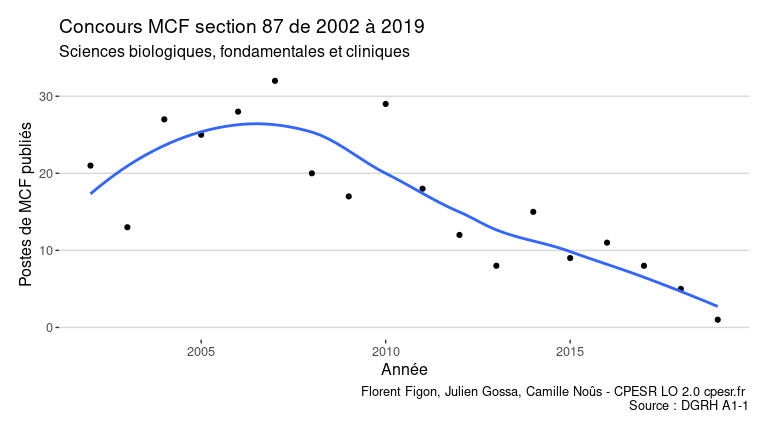 Concours MCF section 87 de 2002 à 2019
Sciences biologiques, fondamentales et cliniques
Postes de MCF publiés
30
20
10
0
2005
2010
2015
Année
Florent Figon, Julien Gossa, Camille Noûs - CPESR LO 2.0 cpesr.fr
Source : DGRH A1-1